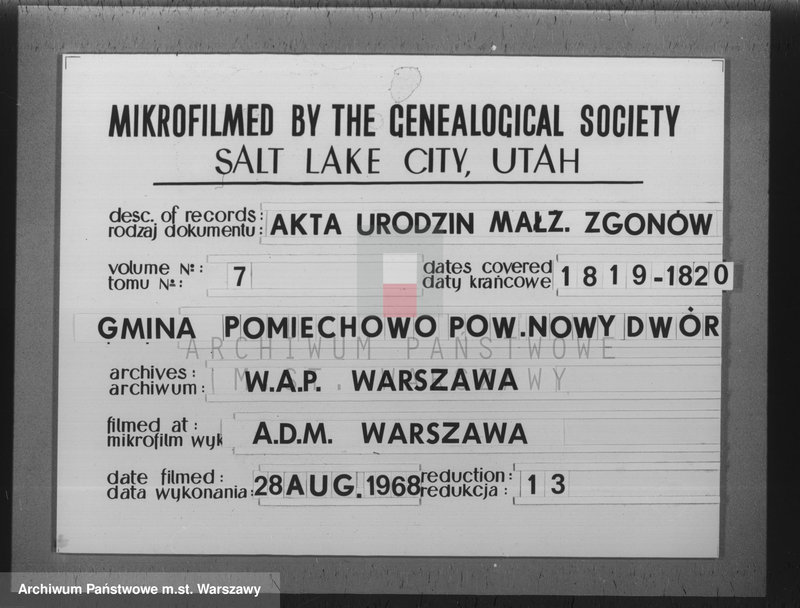 MIKROFILMED BY THE GENEALOGICAL SOCIETY
SALT LAKE CITY, UTAH
desc. of records:
rodzaj dokumentu:
AKTA URODZIN MAŁŻ. ZGONÓW
volume Nº:
tomu Nº:
7
dates covered
daty krańcowe
1819-1820
GMINA POMIECHOWO POW. NOWY DWÓR
ARCHIWUM PAŃSTWOWE
M.ST. WARSZAWY
archives:
archiwum:
W.A.P. WARSZAWA
filmed at:
mikrofilm wyk
A.D.M. WARSZAWA
date filmed:
data wykonania:
28 AUG. 1968
reduction:
redukcja:
13
Archiwum Państwowe m.st. Warszawy